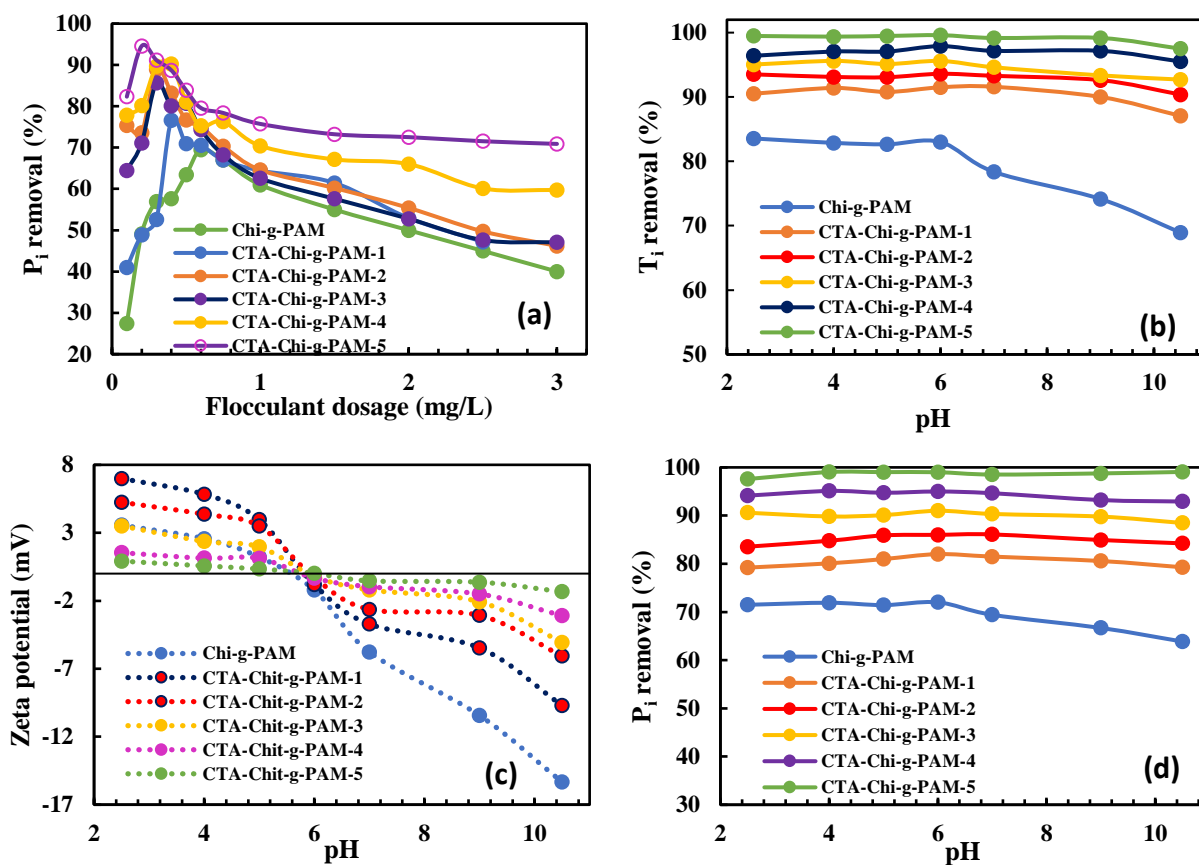 100
90
80
70
60
50
40
30
20
P<sub>i</sub> removal (%)
Chi-g-PAM
CTA-Chi-g-PAM-1
CTA-Chi-g-PAM-2
CTA-Chi-g-PAM-3
CTA-Chi-g-PAM-4
CTA-Chi-g-PAM-5
(a)
0 1 2 3
Flocculant dosage (mg/L)
100
90
80
70
60
50
T<sub>i</sub> removal (%)
Chi-g-PAM
CTA-Chi-g-PAM-1
CTA-Chi-g-PAM-2
CTA-Chi-g-PAM-3
CTA-Chi-g-PAM-4
CTA-Chi-g-PAM-5
(b)
2 4 6 8 10
pH
8
3
-2
-7
-12
-17
Zeta potential (mV)
Chi-g-PAM
CTA-Chit-g-PAM-1
CTA-Chit-g-PAM-2
CTA-Chit-g-PAM-3
CTA-Chit-g-PAM-4
CTA-Chit-g-PAM-5
(c)
2 4 6 8 10
pH
100
90
80
70
60
50
40
30
P<sub>i</sub> removal (%)
Chi-g-PAM
CTA-Chi-g-PAM-1
CTA-Chi-g-PAM-2
CTA-Chi-g-PAM-3
CTA-Chi-g-PAM-4
CTA-Chi-g-PAM-5
(d)
2 4 6 8 10
pH